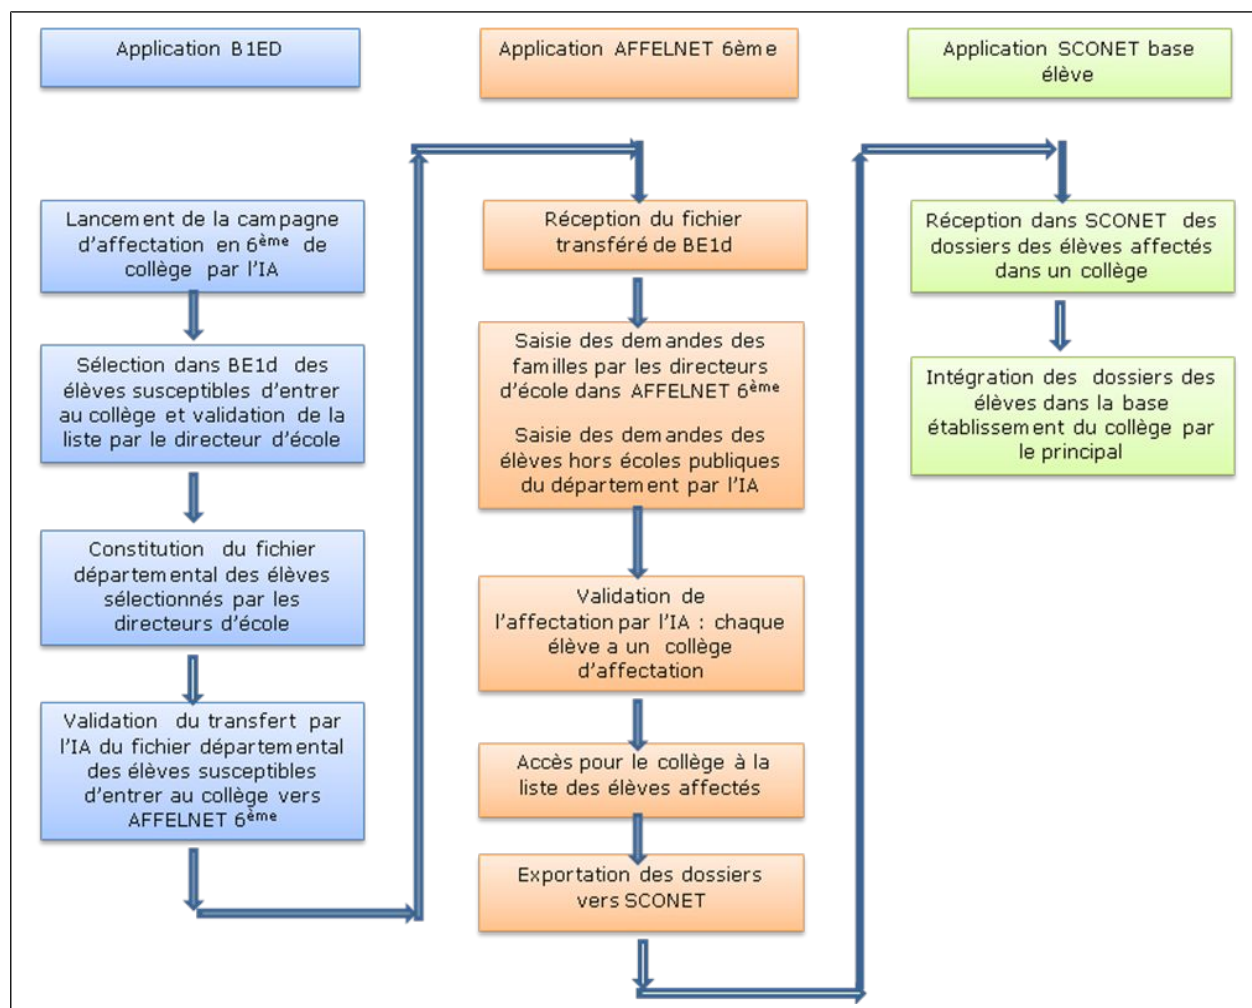 Application B1ED
Lancement de la campagne
d'affectation en 6ème de
collège par l'IA
Sélection dans BE1d des
élèves susceptibles d'entrer
au collège et validation de la
liste par le directeur d'école
Constitution du fichier
départemental des élèves
sélectionnés par les
directeurs d'école
Validation du transfert par
l'IA du fichier départemental
des élèves susceptibles
d'entrer au collège vers
AFFELNET 6ème
Application AFFELNET 6ème
Réception du fichier
transféré de BE1d
Saisie des demandes des
familles par les directeurs
d'école dans AFFELNET 6ème
Saisie des demandes des
élèves hors écoles publiques
du département par l'IA
Validation de
l'affectation par l'IA : chaque
élève a un collège
d'affectation
Accès pour le collège à la
liste des élèves affectés
Exportation des dossiers
vers SCONET
Application SCONET base
élève
Réception dans SCONET des
dossiers des élèves affectés
dans un collège
Intégration des dossiers des
élèves dans la base
établissement du collège par
le principal